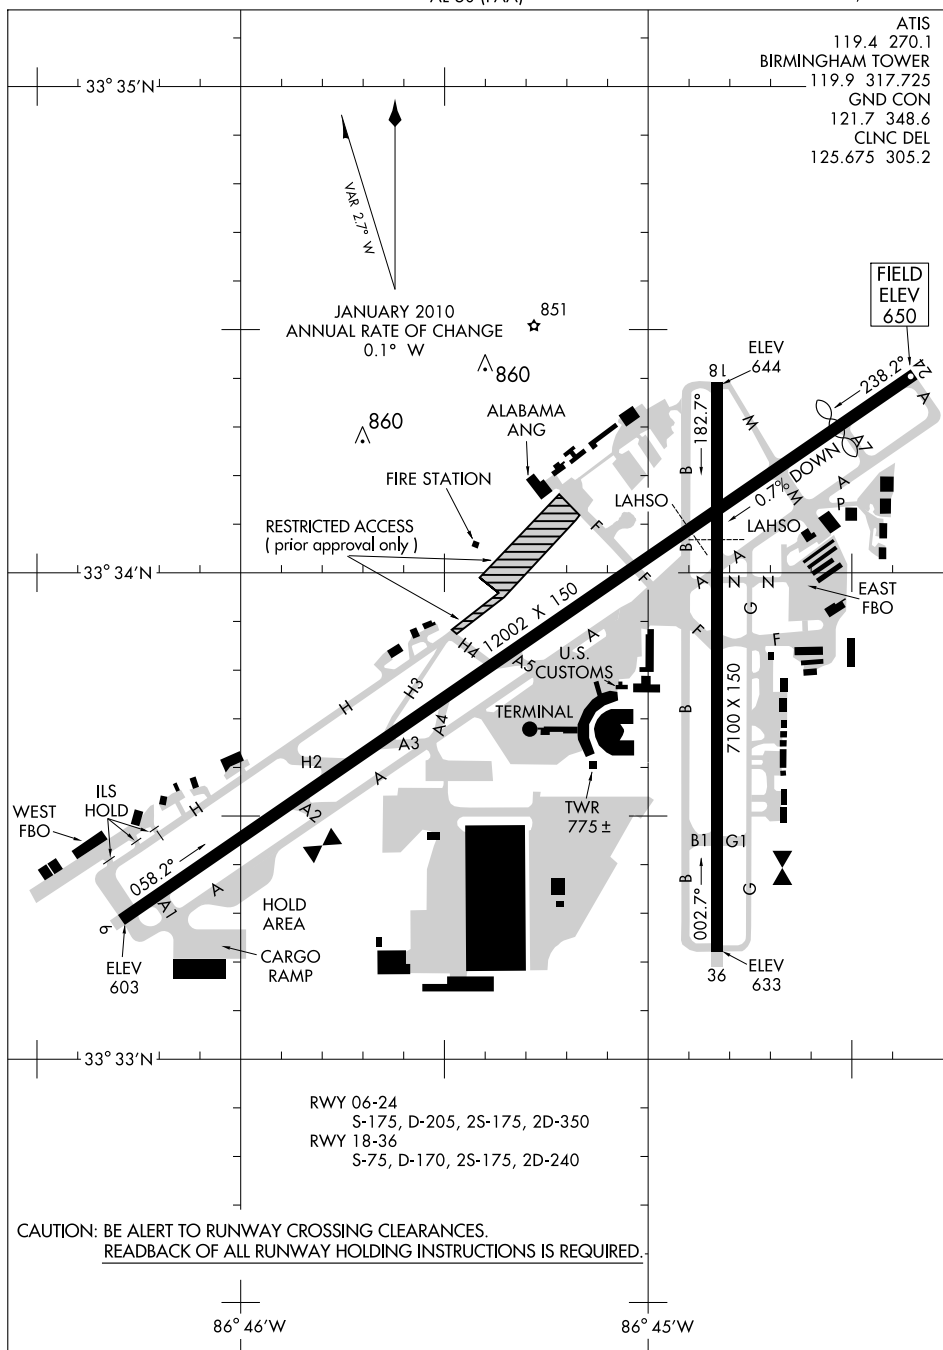 ATIS
119.4 270.1
BIRMINGHAM TOWER
119.9 317.725
GND CON
121.7 348.6
CLNC DEL
125.675 305.2
33° 35'N
VAR 2.7° W
JANUARY 2010
ANNUAL RATE OF CHANGE
0.1° W
851
860
860
FIELD
ELEV
650
ELEV
644
18
24
238.2°
A
182.7°
M
A7
0.7% DOWN
ALABAMA
ANG
FIRE STATION
RESTRICTED ACCESS
( prior approval only )
LAHSO
LAHSO
B
B
F
M
A
P
A
33° 34'N
F
A
N
N
EAST
FBO
G
F
F
12002 X 150
A
H4
A5
U.S.
CUSTOMS
H3
H
A4
A3
TERMINAL
B
7100 X 150
H2
A
A2
TWR
775 ±
WEST
FBO
ILS
HOLD
H
B1
G1
058.2°
A
A1
B
002.7°
G
HOLD
AREA
CARGO
RAMP
6
ELEV
603
36
ELEV
633
33° 33'N
RWY 06-24
S-175, D-205, 2S-175, 2D-350
RWY 18-36
S-75, D-170, 2S-175, 2D-240
CAUTION: BE ALERT TO RUNWAY CROSSING CLEARANCES.
READBACK OF ALL RUNWAY HOLDING INSTRUCTIONS IS REQUIRED.
86° 46'W
86° 45'W